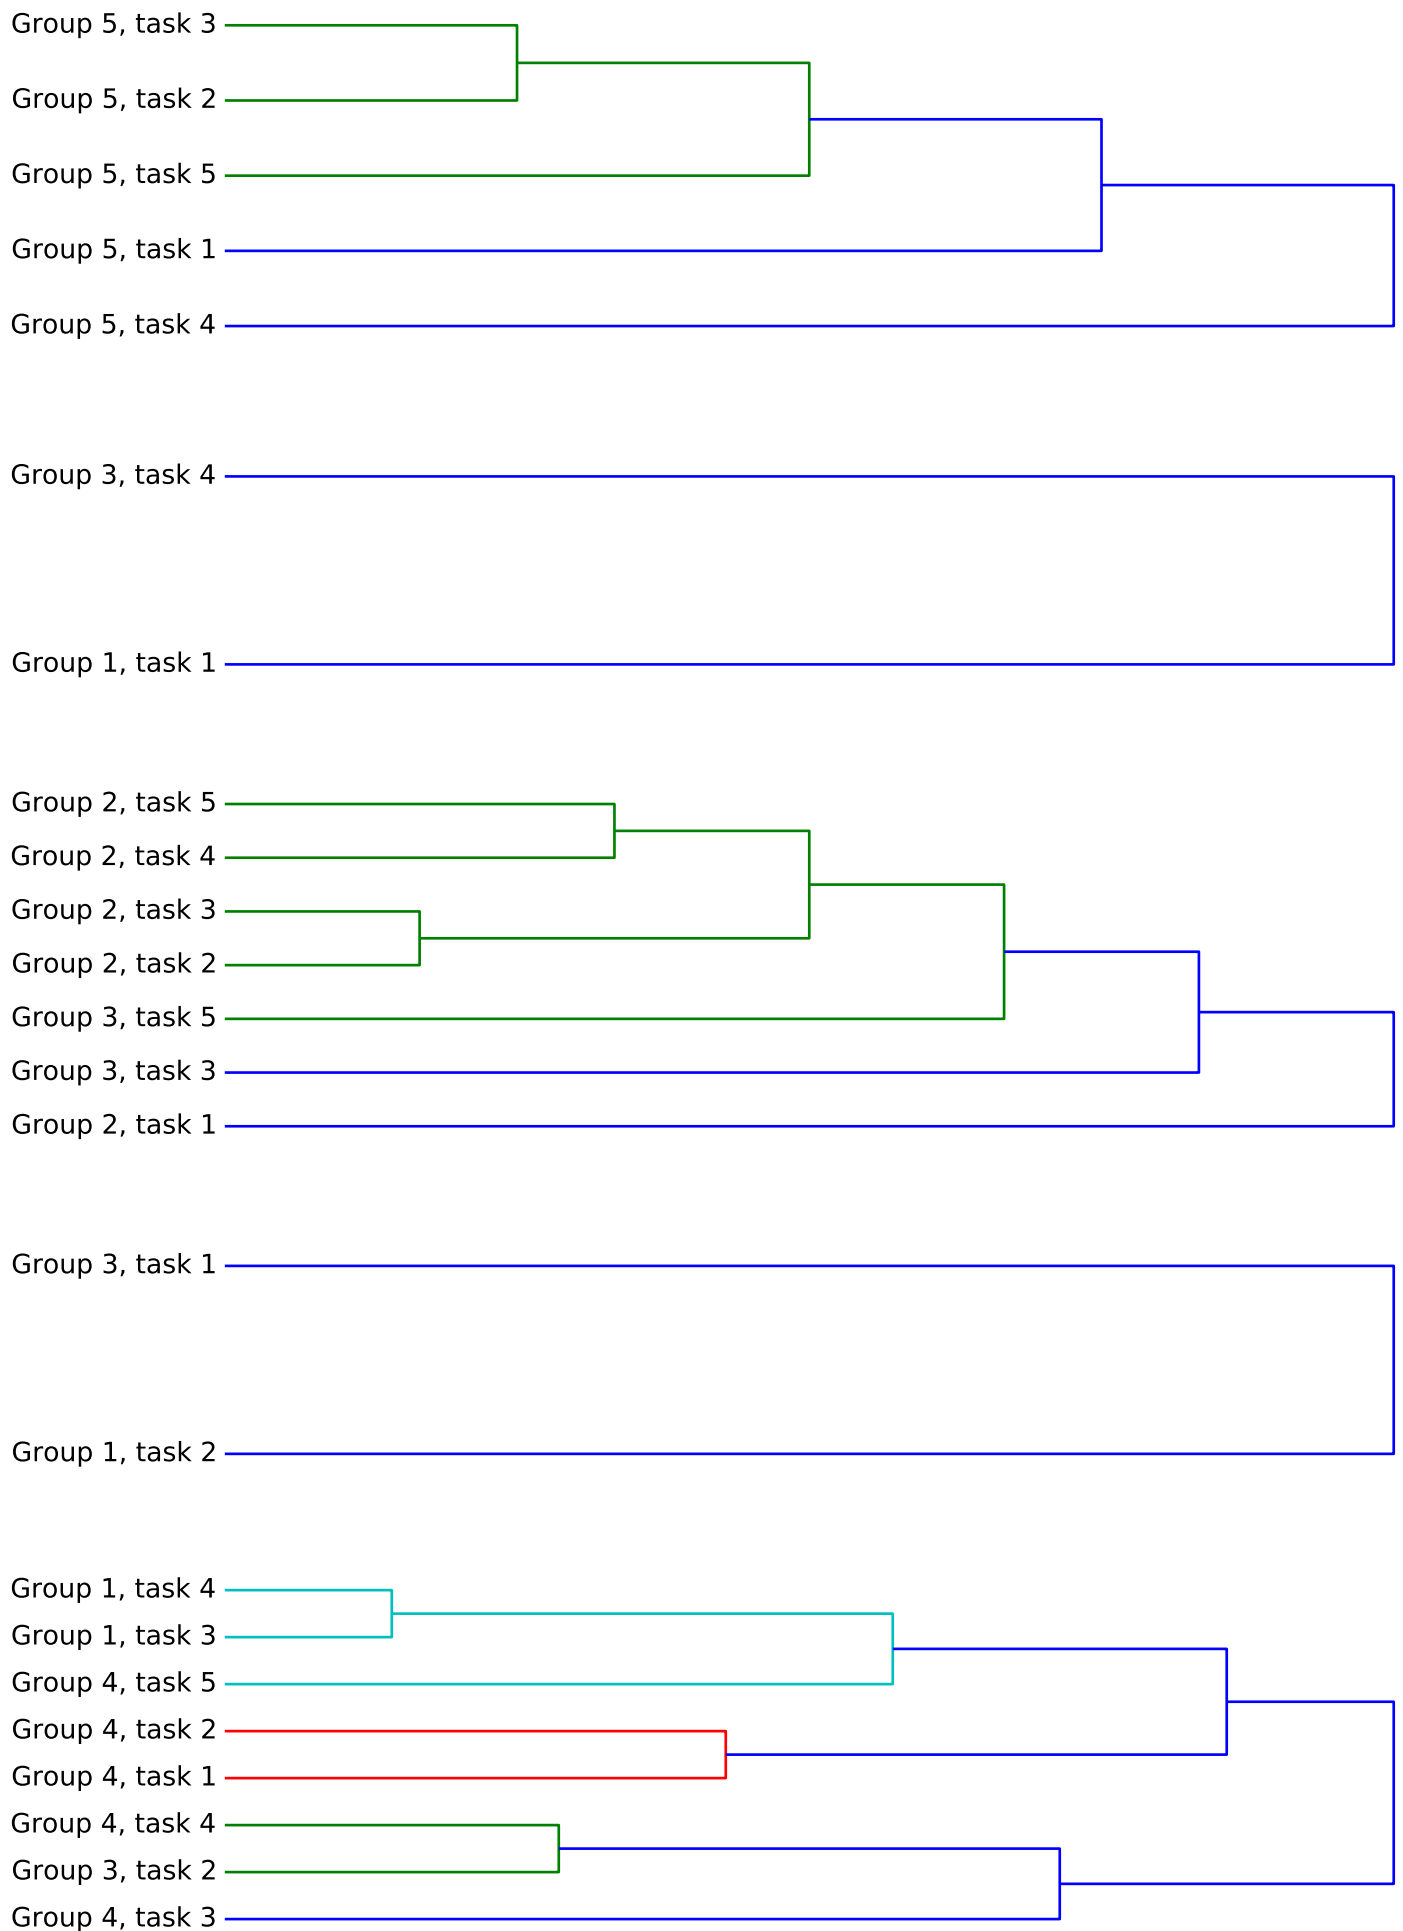 Group 5, task 3
Group 5, task 2
Group 5, task 5
Group 5, task 1
Group 5, task 4
Group 3, task 4
Group 1, task 1
Group 2, task 5
Group 2, task 4
Group 2, task 3
Group 2, task 2
Group 3, task 5
Group 3, task 3
Group 2, task 1
Group 3, task 1
Group 1, task 2
Group 1, task 4
Group 1, task 3
Group 4, task 5
Group 4, task 2
Group 4, task 1
Group 4, task 4
Group 3, task 2
Group 4, task 3